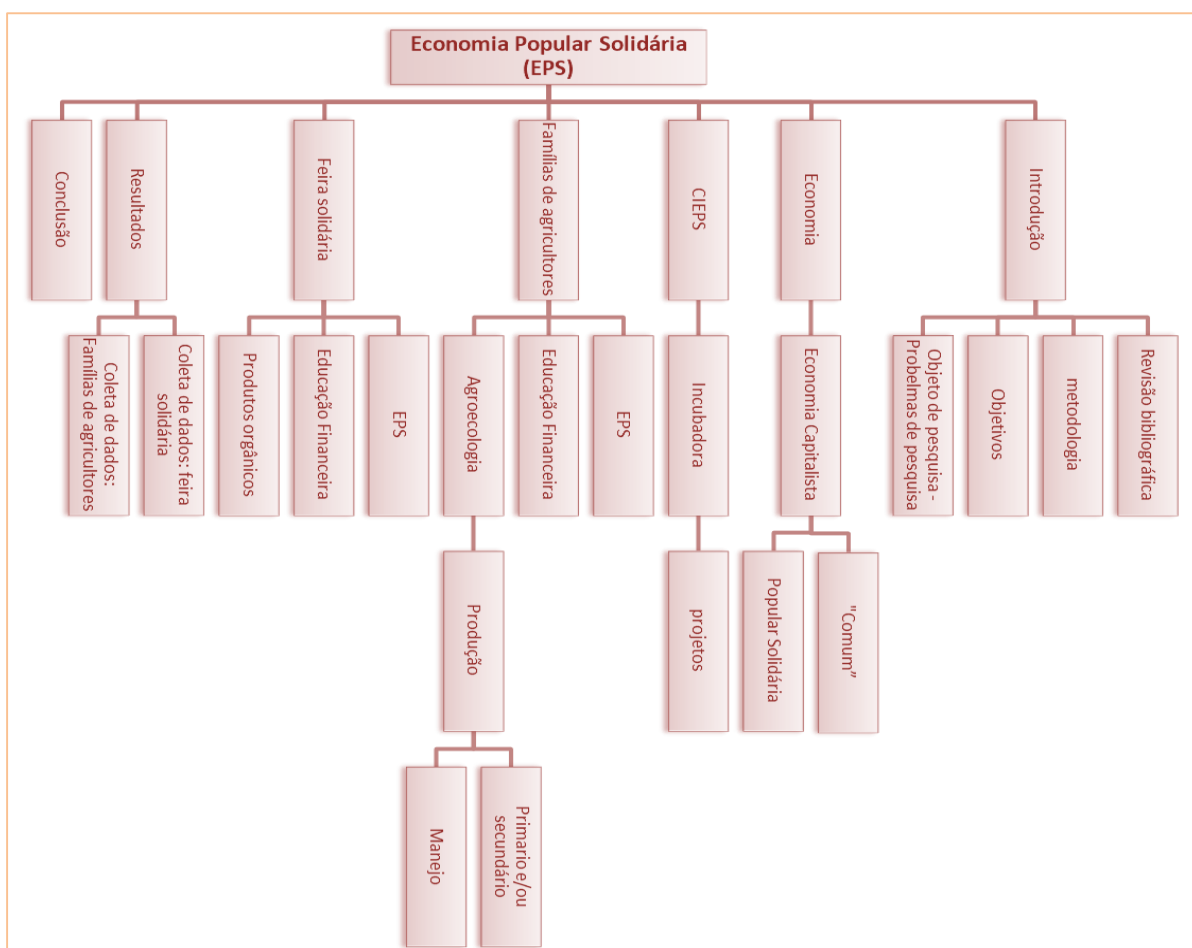 Economia Popular Solidária
(EPS)
Conclusão
Resultados
Feira solidária
Famílias de agricultores
CIEPS
Economia
Introdução
Coleta de dados:
Famílias de agricultores
Coleta de dados: feira
solidária
Produtos orgânicos
Educação Financeira
EPS
Agroecologia
Educação Financeira
EPS
Incubadora
Economia Capitalista
Objeto de pesquisa -
Probelmas de pesquisa
Objetivos
metodologia
Revisão bibliográfica
Produção
projetos
Popular Solidária
"Comum”
Manejo
Primario e/ou
secundário